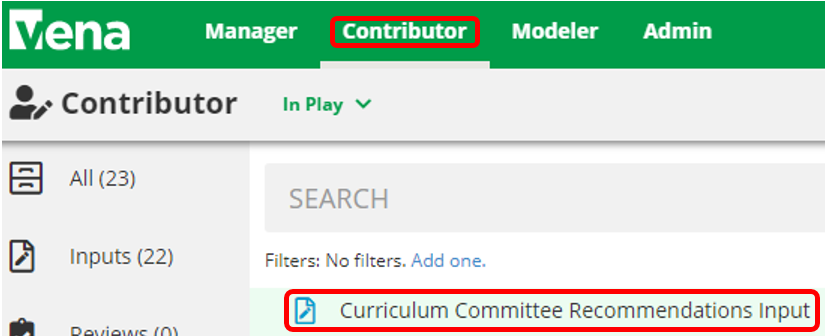 Vena Manager Contributor Modeler Admin
Contributor In Play
All (23)
SEARCH
Inputs (22)
Filters: No filters. Add one.
Curriculum Committee Recommendations Input
Reviews (0)